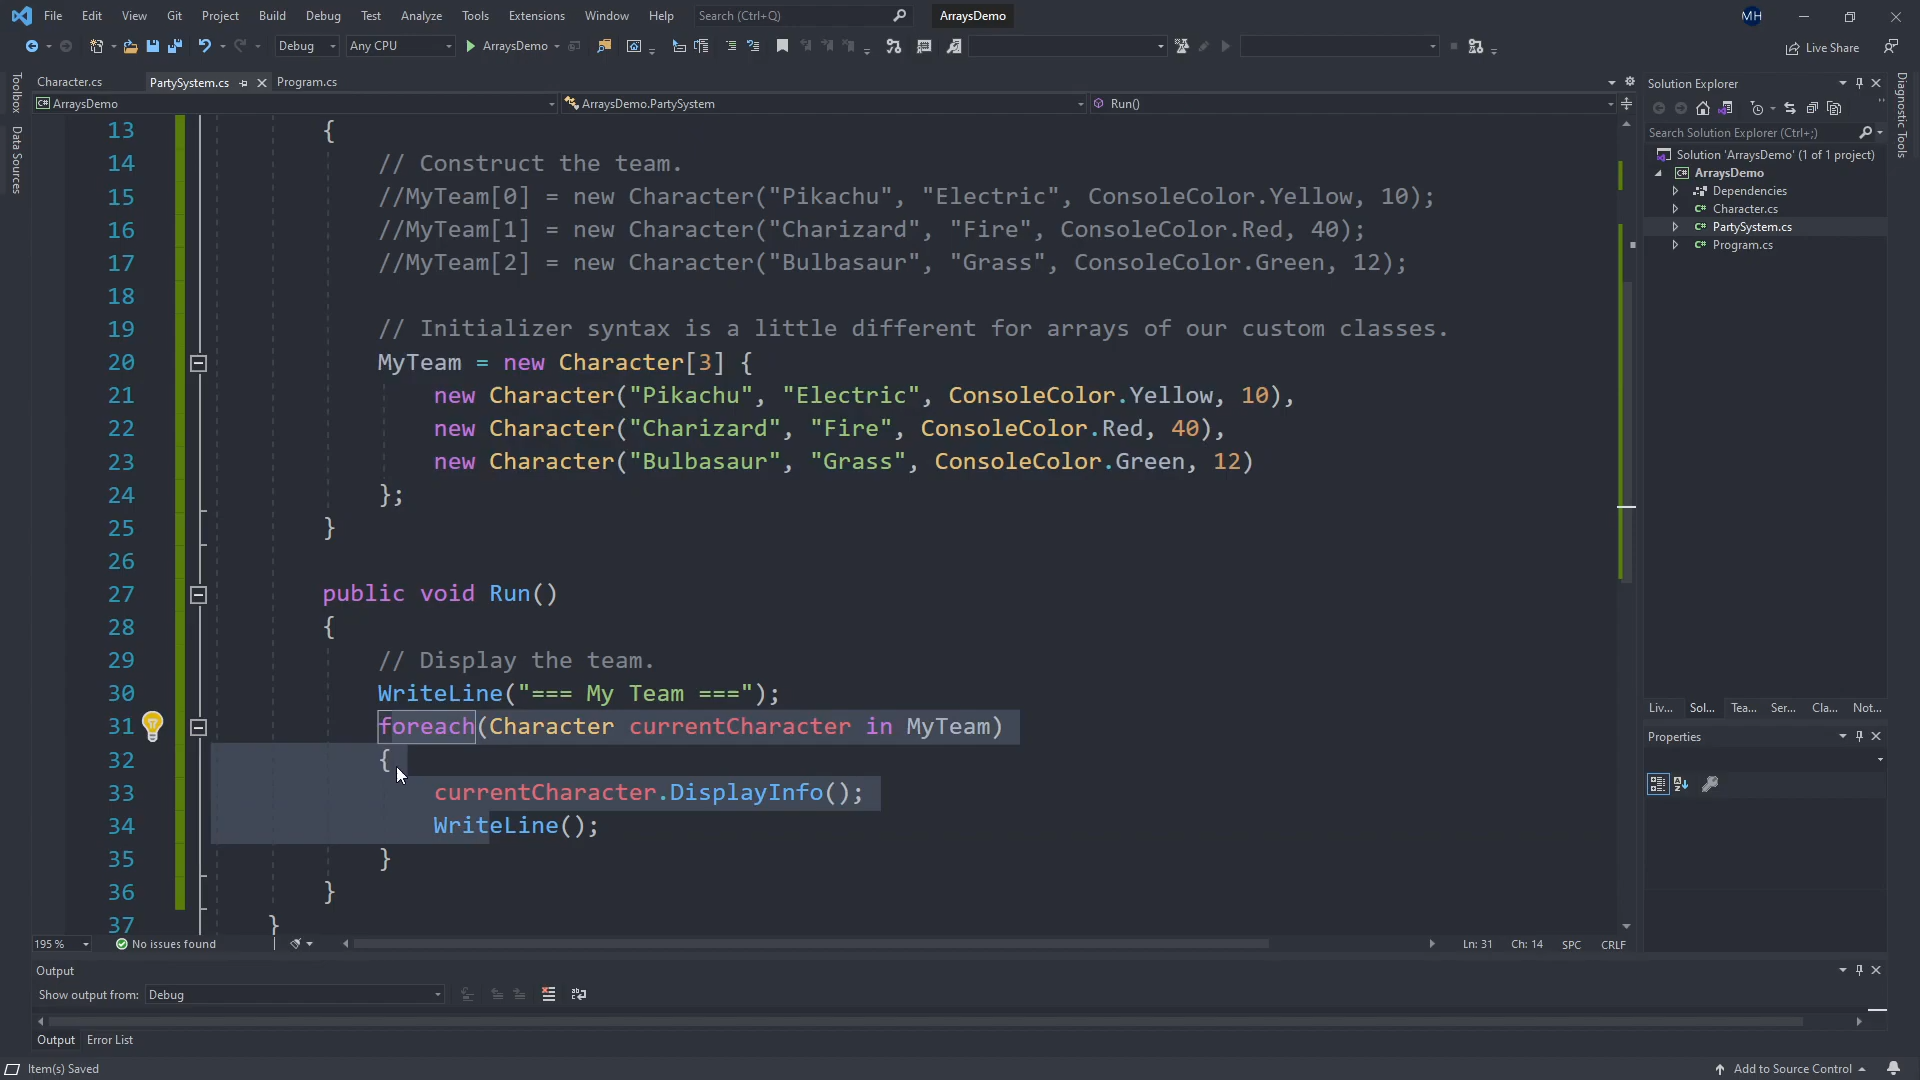 File Edit View Git Project Build Debug Test Analyze Tools Extensions Window Help Search (Ctrl+Q) ArraysDemo MH
Debug Any CPU ArraysDemo Live Share
Toolbox
Data Sources
Character.cs PartySystem.cs Program.cs
ArraysDemo ArraysDemo.PartySystem Run()
13 {
14 // Construct the team.
15 //MyTeam[0] = new Character("Pikachu", "Electric", ConsoleColor.Yellow, 10);
16 //MyTeam[1] = new Character("Charizard", "Fire", ConsoleColor.Red, 40);
17 //MyTeam[2] = new Character("Bulbasaur", "Grass", ConsoleColor.Green, 12);
18
19 // Initializer syntax is a little different for arrays of our custom classes.
20 MyTeam = new Character[3] {
21 new Character("Pikachu", "Electric", ConsoleColor.Yellow, 10),
22 new Character("Charizard", "Fire", ConsoleColor.Red, 40),
23 new Character("Bulbasaur", "Grass", ConsoleColor.Green, 12)
24 };
25 }
26
27 public void Run()
28 {
29 // Display the team.
30 WriteLine("=== My Team ===");
31 foreach(Character currentCharacter in MyTeam)
32 {
33 currentCharacter.DisplayInfo();
34 WriteLine();
35 }
36 }
37 }
195 % No issues found Ln: 31 Ch: 14 SPC CRLF
Solution Explorer
Search Solution Explorer (Ctrl+;)
Solution 'ArraysDemo' (1 of 1 project)
C# ArraysDemo
Dependencies
C# Character.cs
C# PartySystem.cs
C# Program.cs
Liv... Sol... Tea... Ser... Cla... Not...
Properties
Diagnostic Tools
Output
Show output from: Debug
Output Error List
Item(s) Saved Add to Source Control